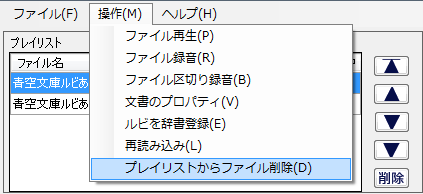 ファイル(F) 操作(M) ヘルプ(H)
プレイリスト
ファイル名
青空文庫ルビあ
青空文庫ルビあ
ファイル再生(P)
ファイル録音(R)
ファイル区切り録音(B)
文書のプロパティ(V)
ルビを辞書登録(E)
再読み込み(L)
プレイリストからファイル削除(D)
削除